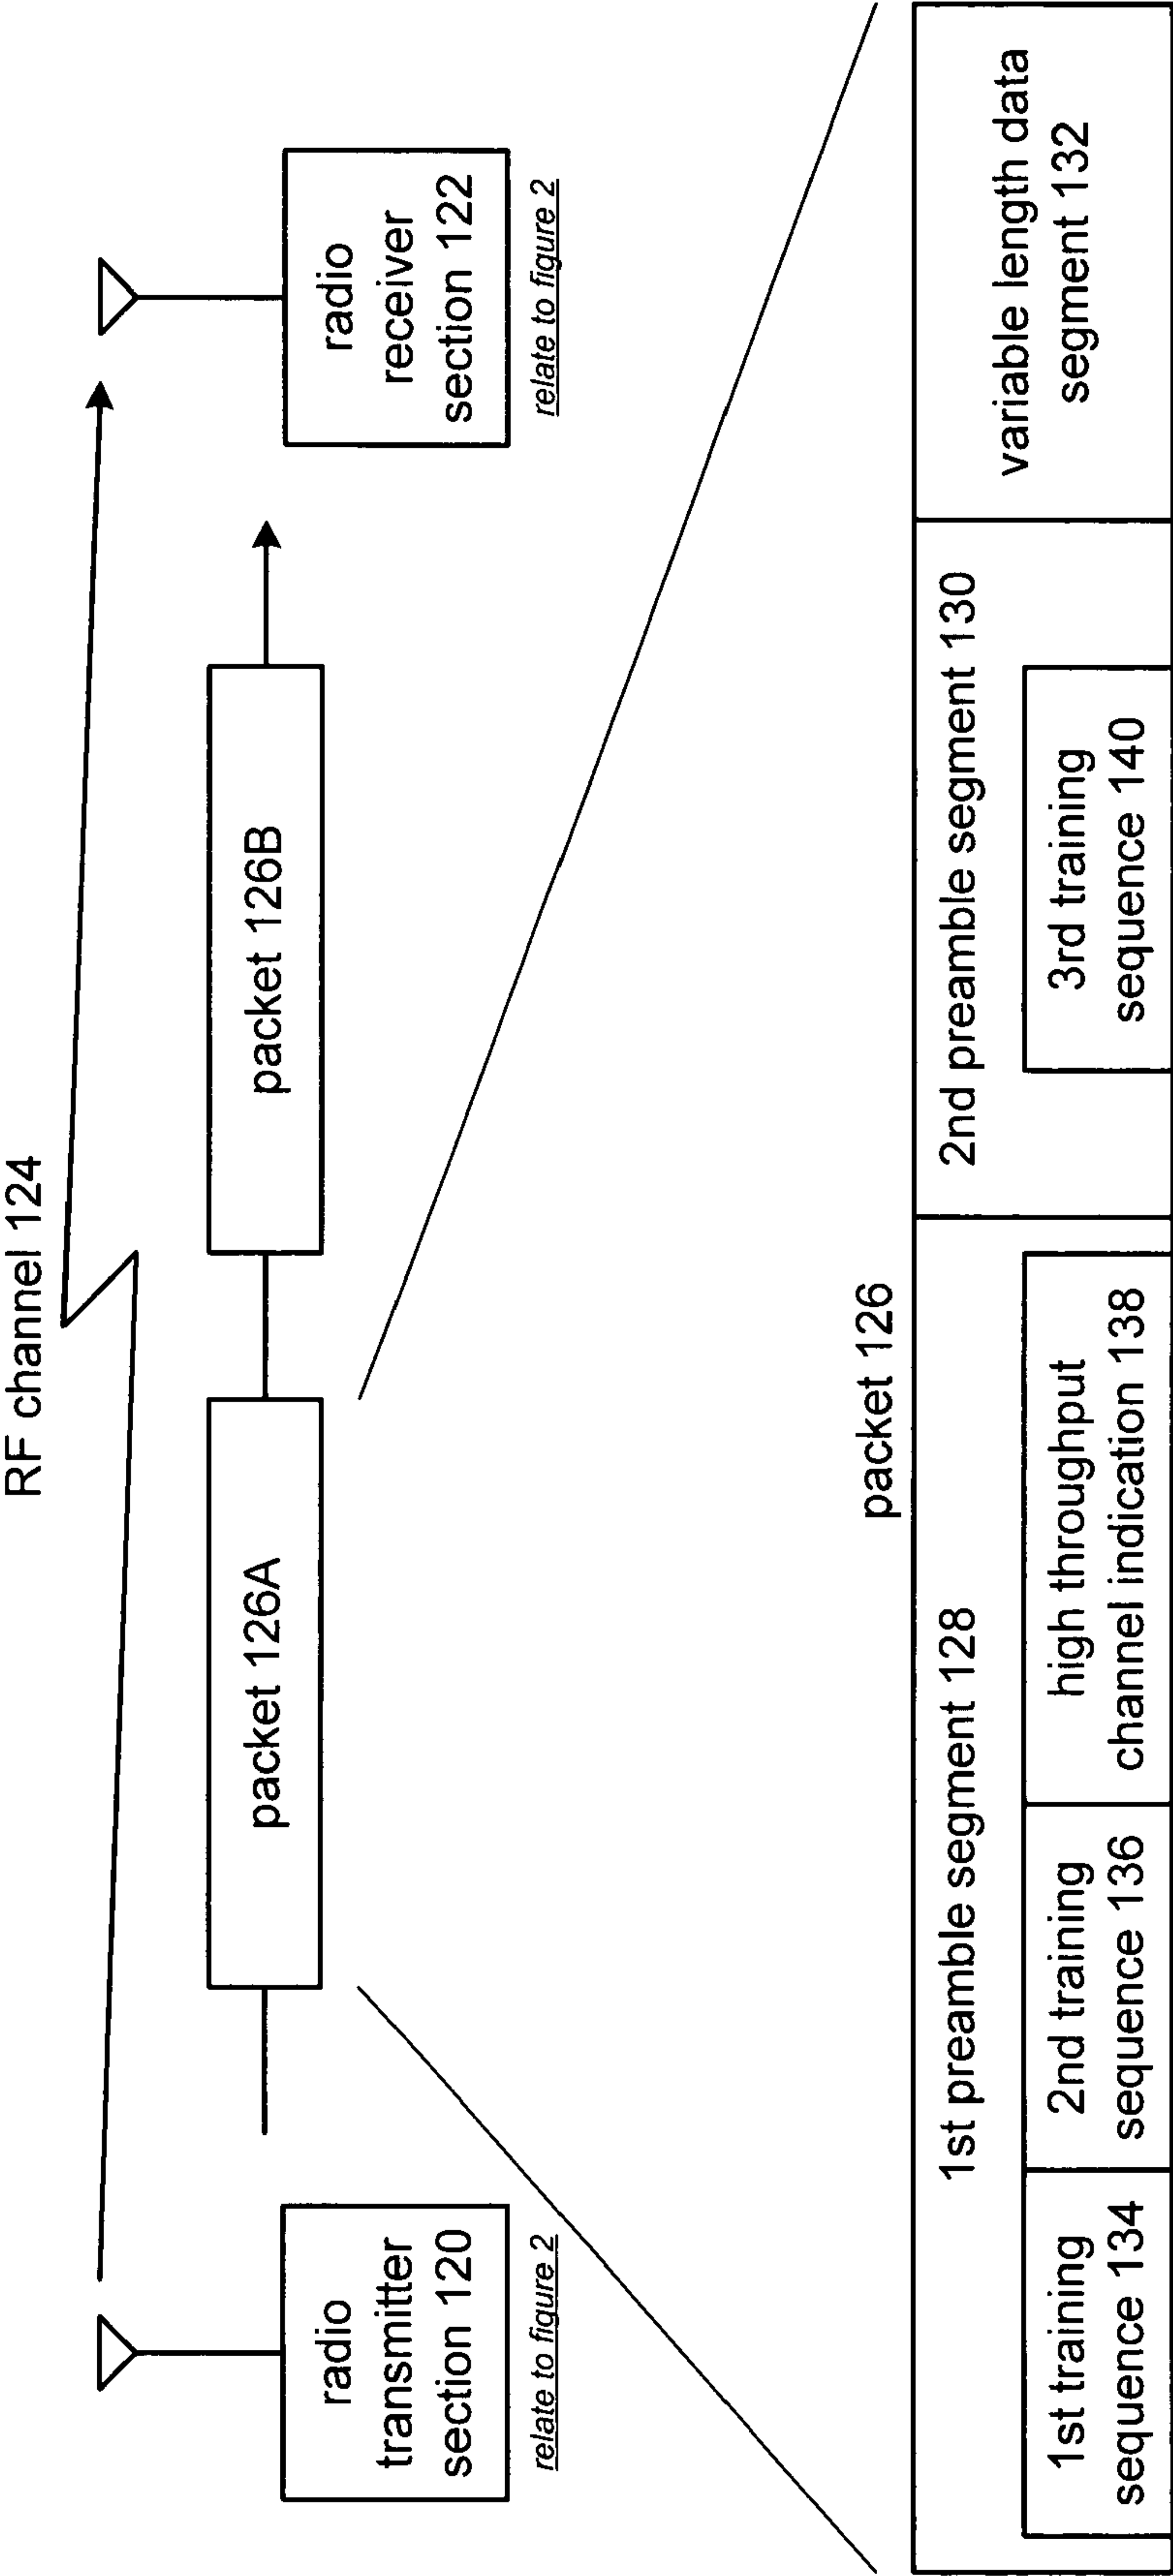 RF channel 124
radio
transmitter
section 120
relate to figure 2
packet 126A
packet 126B
radio
receiver
section 122
relate to figure 2
packet 126
1st preamble segment 128
1st training
sequence 134
2nd training
sequence 136
high throughput
channel indication 138
2nd preamble segment 130
3rd training
sequence 140
variable length data
segment 132